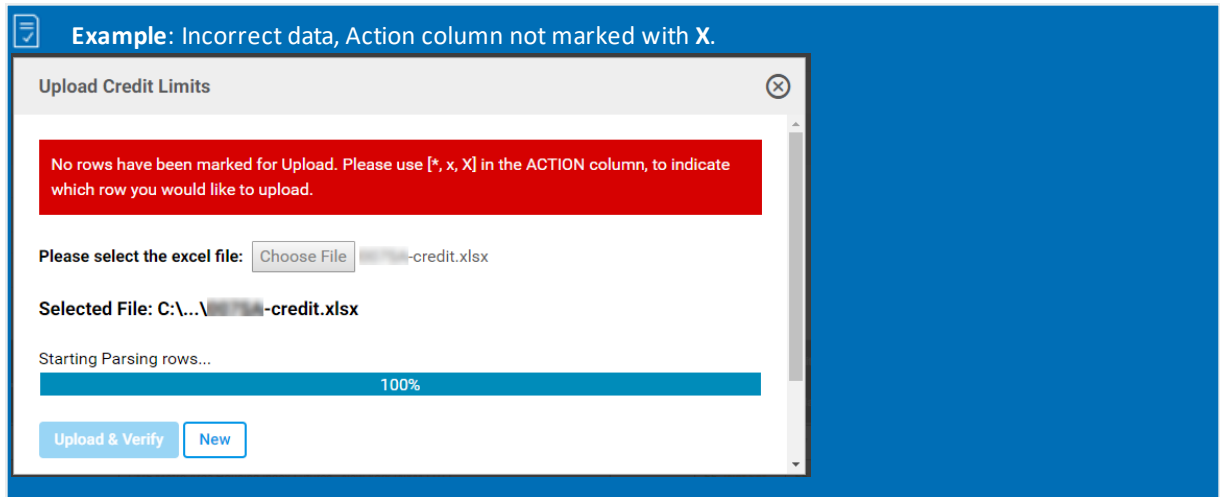 Example: Incorrect data, Action column not marked with X.
Upload Credit Limits
No rows have been marked for Upload. Please use [*, x, X] in the ACTION column, to indicate
which row you would like to upload.
Please select the excel file: Choose File -credit.xlsx
Selected File: C:\...\ -credit.xlsx
Starting Parsing rows...
100%
Upload & Verify New